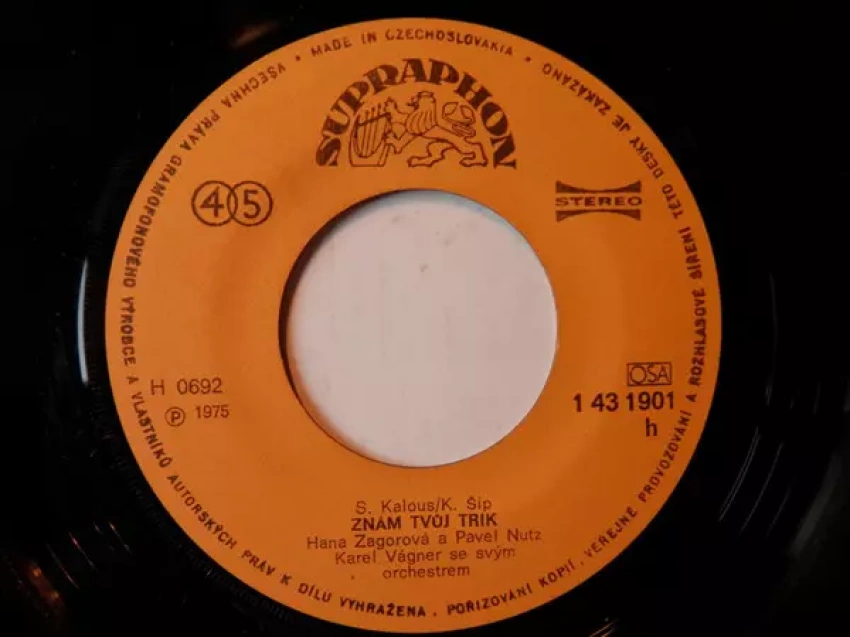 VŠECHNA PRÁVA GRAMOFONOVÉHO VÝROBCE A VLASTNÍKŮ AUTORSKÝCH PRÁV K DÍLU VYHRAŽENA. POŘIZOVÁNÍ KOPIÍ, VEŘEJNÉ PROVOZOVÁNÍ A ROZHLASOVÉ ŠÍŘENÍ TÉTO DESKY JE ZAKÁZÁNO
• MADE IN CZECHOSLOVAKIA •
SUPRAPHON
45
STEREO
H 0692
Ⓟ 1975
OSA
1 43 1901
h
S. Kalous/K. Šíp
ZNÁM TVŮJ TRIK
Hana Zagorová a Pavel Nutz
Karel Vágner se svým
orchestrem